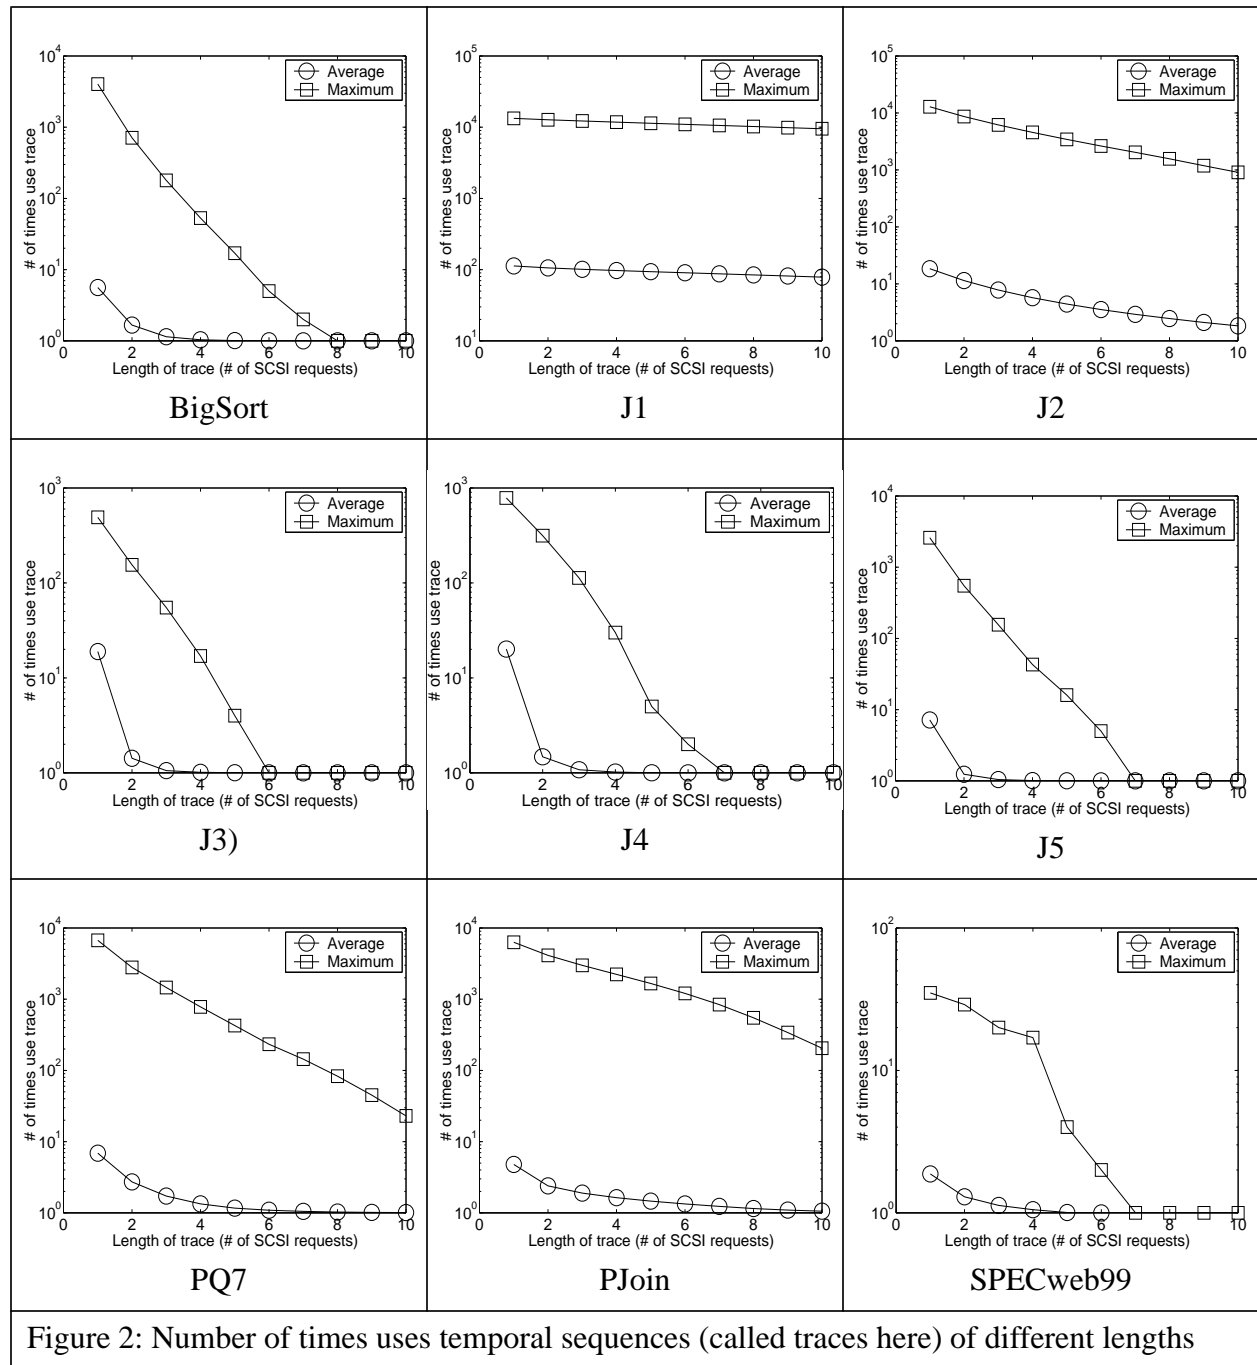 10^4
10^3
10^2
10^1
10^0
0
2
4
6
8
10
Average
Maximum
# of times use trace
Length of trace (# of SCSI requests)
BigSort
10^5
10^4
10^3
10^2
10^1
0
2
4
6
8
10
Average
Maximum
# of times use trace
Length of trace (# of SCSI requests)
J1
10^5
10^4
10^3
10^2
10^1
10^0
0
2
4
6
8
10
Average
Maximum
# of times use trace
Length of trace (# of SCSI requests)
J2
10^3
10^2
10^1
10^0
0
2
4
6
8
10
Average
Maximum
# of times use trace
Length of trace (# of SCSI requests)
J3)
10^3
10^2
10^1
10^0
0
2
4
6
8
10
Average
Maximum
# of times use trace
Length of trace (# of SCSI requests)
J4
10^4
10^3
10^2
10^1
10^0
0
2
4
6
8
10
Average
Maximum
# of times use trace
Length of trace (# of SCSI requests)
J5
10^4
10^3
10^2
10^1
10^0
0
2
4
6
8
10
Average
Maximum
# of times use trace
Length of trace (# of SCSI requests)
PQ7
10^4
10^3
10^2
10^1
10^0
0
2
4
6
8
10
Average
Maximum
# of times use trace
Length of trace (# of SCSI requests)
PJoin
10^2
10^1
10^0
0
2
4
6
8
10
Average
Maximum
# of times use trace
Length of trace (# of SCSI requests)
SPECweb99
Figure 2: Number of times uses temporal sequences (called traces here) of different lengths